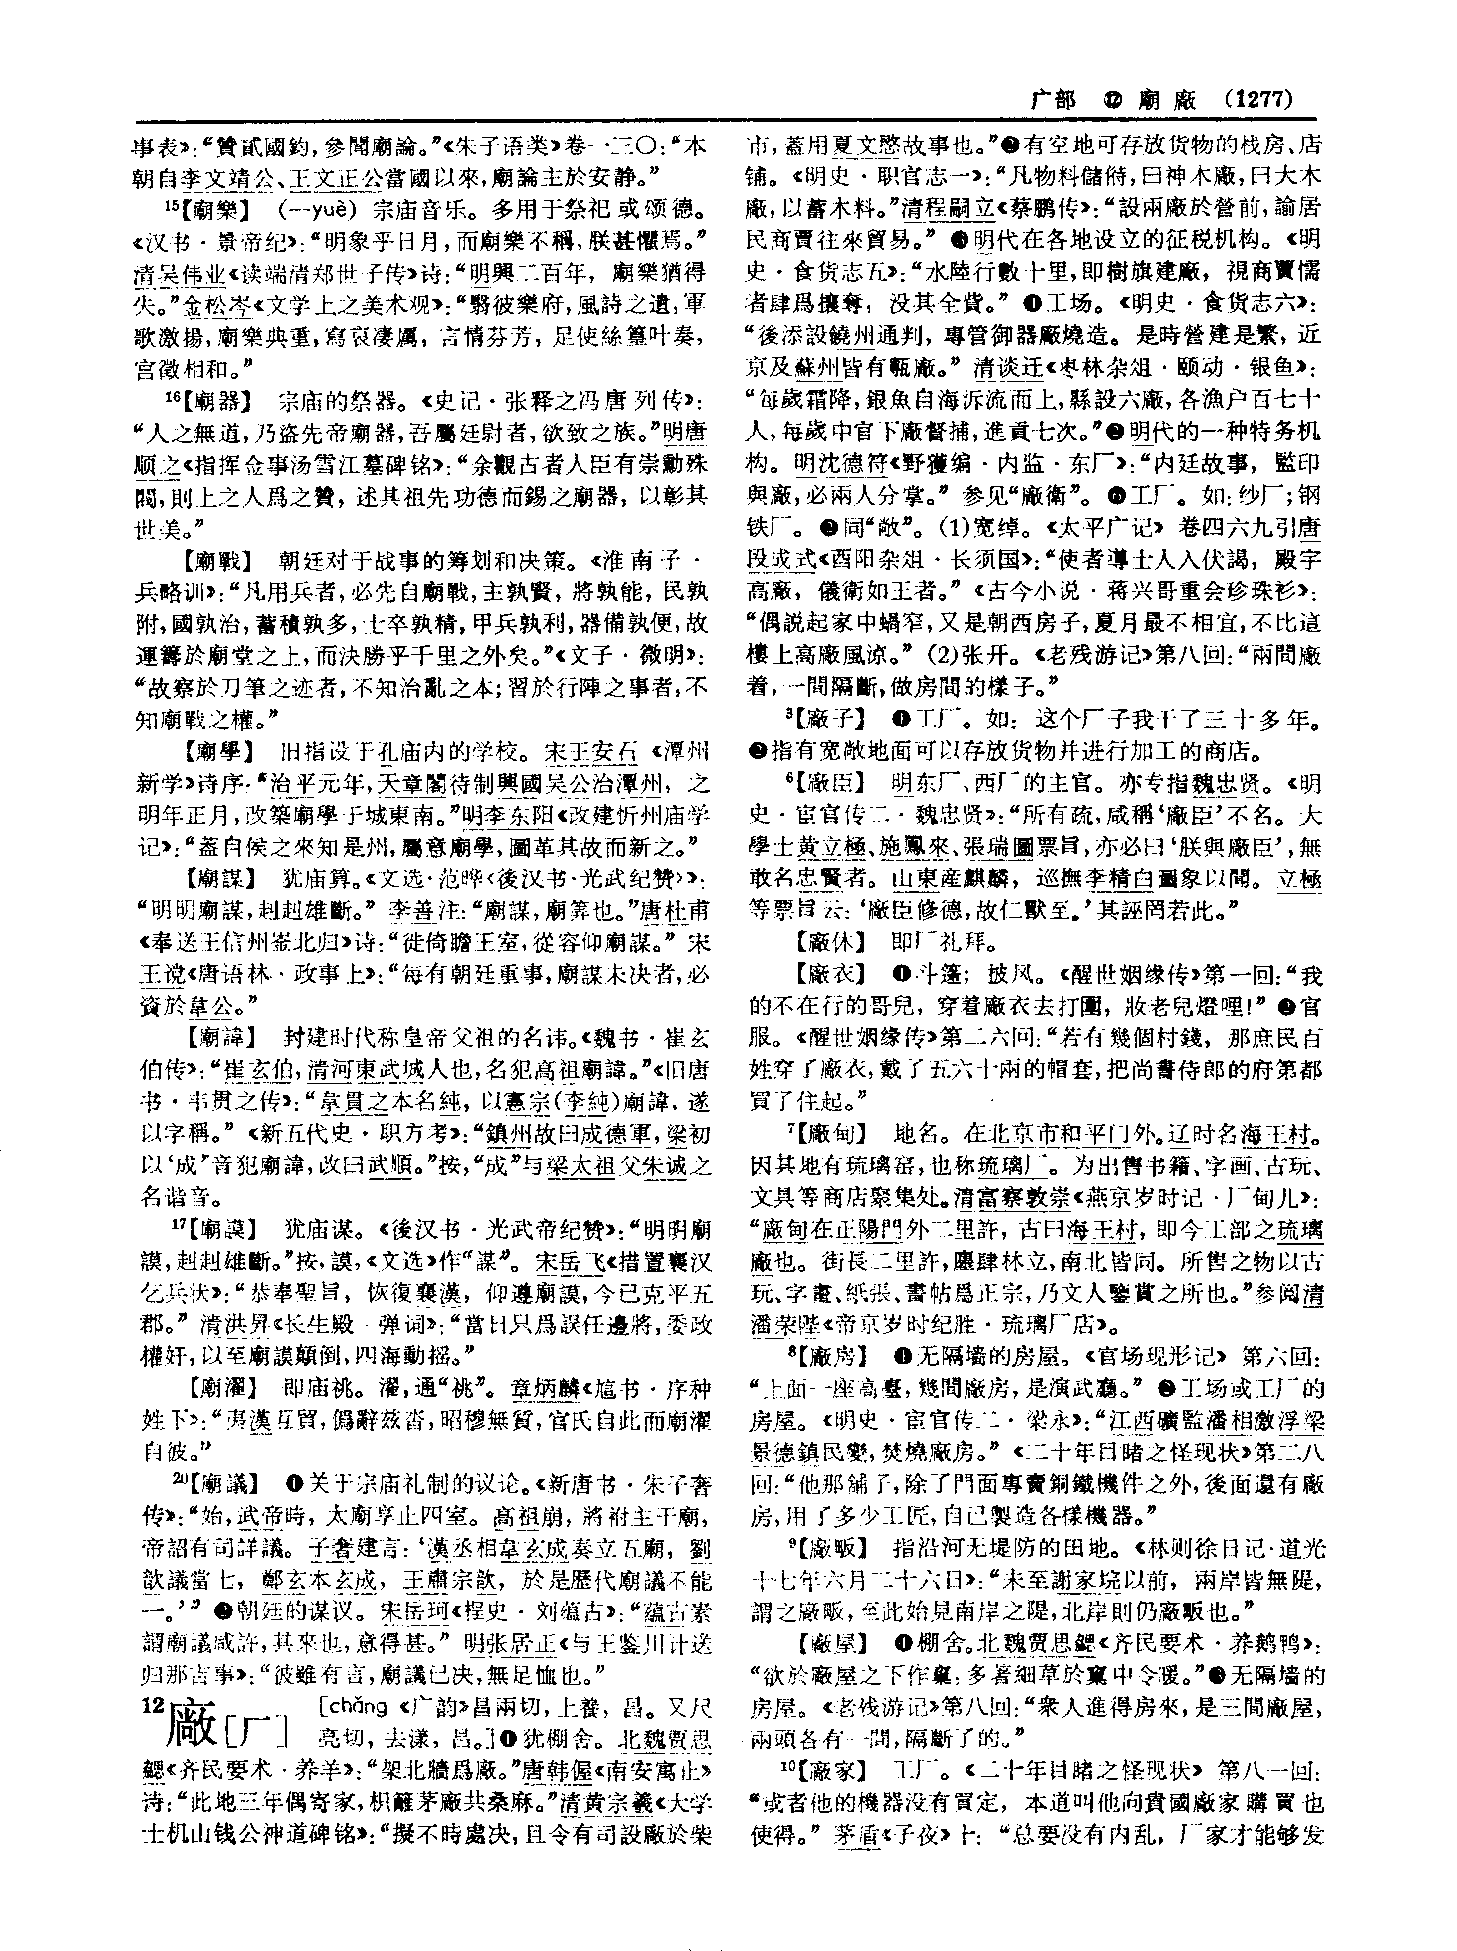 广部 ⑫ 廟廠 (1277)
事表》：“贊貳國鈞，參聞廟論。”《朱子语类》卷一三〇：“本
朝自李文靖公、王文正公當國以來，廟論主於安静。”
¹⁵【廟樂】 （—yuè）宗庙音乐。多用于祭祀或颂德。
《汉书·景帝纪》：“明象乎日月，而廟樂不稱，朕甚懼焉。”
清吴伟业《读端清郑世子传》诗：“明興二百年，廟樂猶得
失。”金松岑《文学上之美术观》：“翳彼樂府，風詩之遺，軍
歌激揚，廟樂典重，寫哀淒厲，言情芬芳，足使絲簧叶奏，
宫徵相和。”
¹⁶【廟器】 宗庙的祭器。《史记·张释之冯唐列传》：
“人之無道，乃盗先帝廟器，吾屬廷尉者，欲致之族。”明唐
顺之《指挥佥事汤雪江墓碑铭》：“余觀古者人臣有崇勳殊
閥，則上之人爲之贊，述其祖先功德而錫之廟器，以彰其
世美。”
【廟戰】 朝廷对于战事的筹划和决策。《淮南子·
兵略训》：“凡用兵者，必先自廟戰，主孰賢，將孰能，民孰
附，國孰治，蓄積孰多，士卒孰精，甲兵孰利，器備孰便，故
運籌於廟堂之上，而決勝乎千里之外矣。”《文子·微明》：
“故察於刀筆之迹者，不知治亂之本；習於行陣之事者，不
知廟戰之權。”
【廟學】 旧指设于孔庙内的学校。宋王安石《潭州
新学》诗序：“治平元年，天章閣待制興國吴公治潭州，之
明年正月，改築廟學于城東南。”明李东阳《改建忻州庙学
记》：“蓋自侯之來知是州，屬意廟學，圖革其故而新之。”
【廟謀】 犹庙算。《文选·范晔〈後汉书·光武纪赞〉》：
“明明廟謀，赳赳雄斷。”李善注：“廟謀，廟筭也。”唐杜甫
《奉送王信州崟北归》诗：“徙倚瞻王室，從容仰廟謀。”宋
王谠《唐语林·政事上》：“每有朝廷重事，廟謀未决者，必
資於韋公。”
【廟諱】 封建时代称皇帝父祖的名讳。《魏书·崔玄
伯传》：“崔玄伯，清河東武城人也，名犯高祖廟諱。”《旧唐
书·韦贯之传》：“韋貫之本名純，以憲宗（李純）廟諱，遂
以字稱。”《新五代史·职方考》：“鎮州故曰成德軍，梁初
以‘成’音犯廟諱，改曰武順。”按，“成”与梁太祖父朱诚之
名谐音。
¹⁷【廟謨】 犹庙谋。《後汉书·光武帝纪赞》：“明明廟
謨，赳赳雄斷。”按，謨，《文选》作“謀”。宋岳飞《措置襄汉
乞兵状》：“恭奉聖旨，恢復襄漢，仰遵廟謨，今已克平五
郡。”清洪昇《长生殿·弹词》：“當日只爲誤任邊將，委政
權奸，以至廟謨顛倒，四海動摇。”
【廟濯】 即庙祧。濯，通“祧”。章炳麟《訄书·序种
姓下》：“夷漢互貿，僞辭兹沓，昭穆無質，官氏自此而廟濯
自彼。”
²⁰【廟議】 ❶关于宗庙礼制的议论。《新唐书·朱子奢
传》：“始，武帝時，太廟享止四室。高祖崩，將祔主于廟，
帝詔有司詳議。子奢建言：‘漢丞相韋玄成奏立五廟，劉
歆議當七，鄭玄本玄成，王肅宗歆，於是歷代廟議不能
一。’”❷朝廷的谋议。宋岳珂《桯史·刘蕴古》：“藴古素
謂廟議咸許，其來也，意得甚。”明张居正《与王鉴川计送
归那吉事》：“彼雖有言，廟議已决，無足恤也。”
12廠［厂］ ［chǎng《广韵》昌兩切，上養，昌。又尺
亮切，去漾，昌。］❶犹棚舍。北魏贾思
勰《齐民要术·养羊》：“架北牆爲廠。”唐韩偓《南安寓止》
诗：“此地三年偶寄家，枳籬茅廠共桑麻。”清黄宗羲《大学
士机山钱公神道碑铭》：“擬不時處决，且令有司設廠於柴
市，蓋用夏文愍故事也。”❷有空地可存放货物的栈房、店
铺。《明史·职官志一》：“凡物料儲偫，曰神木廠，曰大木
廠，以蓄木料。”清程嗣立《蔡鹏传》：“設兩廠於營前，諭居
民商賈往來貿易。”❸明代在各地设立的征税机构。《明
史·食货志五》：“水陸行數十里，即樹旗建廠，視商賈懦
者肆爲攘奪，没其全貲。”❹工场。《明史·食货志六》：
“後添設饒州通判，專管御器廠燒造。是時營建是繁，近
京及蘇州皆有甎廠。”清谈迁《枣林杂俎·颐动·银鱼》：
“每歲霜降，銀魚自海泝流而上，縣設六廠，各漁户百七十
人，每歲中官下廠督捕，進貢七次。”❺明代的一种特务机
构。明沈德符《野獲编·内监·东厂》：“内廷故事，監印
與廠，必兩人分掌。”参见“廠衛”。❻工厂。如：纱厂；钢
铁厂。❼同“敞”。（1）宽绰。《太平广记》卷四六九引唐
段成式《酉阳杂俎·长须国》：“使者導士人入伏謁，殿宇
高廠，儀衛如王者。”《古今小说·蒋兴哥重会珍珠衫》：
“偶説起家中蝸窄，又是朝西房子，夏月最不相宜，不比這
樓上高廠風凉。”（2）张开。《老残游记》第八回：“兩間廠
着，一間隔斷，做房間的樣子。”
³【廠子】 ❶工厂。如：这个厂子我干了三十多年。
❷指有宽敞地面可以存放货物并进行加工的商店。
⁶【廠臣】 明东厂、西厂的主官。亦专指魏忠贤。《明
史·宦官传二·魏忠贤》：“所有疏，咸稱‘廠臣’不名。大
學士黄立極、施鳳來、張瑞圖票旨，亦必曰‘朕與廠臣’，無
敢名忠賢者。山東産麒麟，巡撫李精白圖象以聞。立極
等票旨云：‘廠臣修德，故仁獸至。’其誣罔若此。”
【廠休】 即厂礼拜。
【廠衣】 ❶斗篷；披风。《醒世姻缘传》第一回：“我
的不在行的哥兒，穿着廠衣去打圍，妝老兒燈哩！”❷官
服。《醒世姻缘传》第二六回：“若有幾個村錢，那庶民百
姓穿了廠衣，戴了五六十兩的帽套，把尚書侍郎的府第都
買了住起。”
⁷【廠甸】 地名。在北京市和平门外。辽时名海王村。
因其地有琉璃窑，也称琉璃厂。为出售书籍、字画、古玩、
文具等商店聚集处。清富察敦崇《燕京岁时记·厂甸儿》：
“廠甸在正陽門外二里許，古曰海王村，即今工部之琉璃
廠也。街長二里許，廛肆林立，南北皆同。所售之物以古
玩、字畫、紙張、書帖爲正宗，乃文人鑒賞之所也。”参阅清
潘荣陛《帝京岁时纪胜·琉璃厂店》。
⁸【廠房】 ❶无隔墙的房屋。《官场现形记》第六回：
“上面一座高臺，幾間廠房，是演武廳。”❷工场或工厂的
房屋。《明史·宦官传二·梁永》：“江西礦監潘相激浮梁
景德鎮民變，焚燒廠房。”《二十年目睹之怪现状》第二八
回：“他那舖子，除了門面專賣銅鐵機件之外，後面還有廠
房，用了多少工匠，自己製造各樣機器。”
⁹【廠畈】 指沿河无堤防的田地。《林则徐日记·道光
十七年六月二十六日》：“未至謝家垸以前，兩岸皆無隄，
謂之廠畈，至此始見南岸之隄，北岸則仍廠畈也。”
【廠屋】 ❶棚舍。北魏贾思勰《齐民要术·养鹅鸭》：
“欲於廠屋之下作窠，多著細草於窠中令暖。”❷无隔墙的
房屋。《老残游记》第八回：“衆人進得房來，是三間廠屋，
兩頭各有一間，隔斷了的。”
¹⁰【廠家】 工厂。《二十年目睹之怪现状》第八一回：
“或者他的機器没有買定，本道叫他向貴國廠家購買也
使得。”茅盾《子夜》十：“总要没有内乱，厂家才能够发